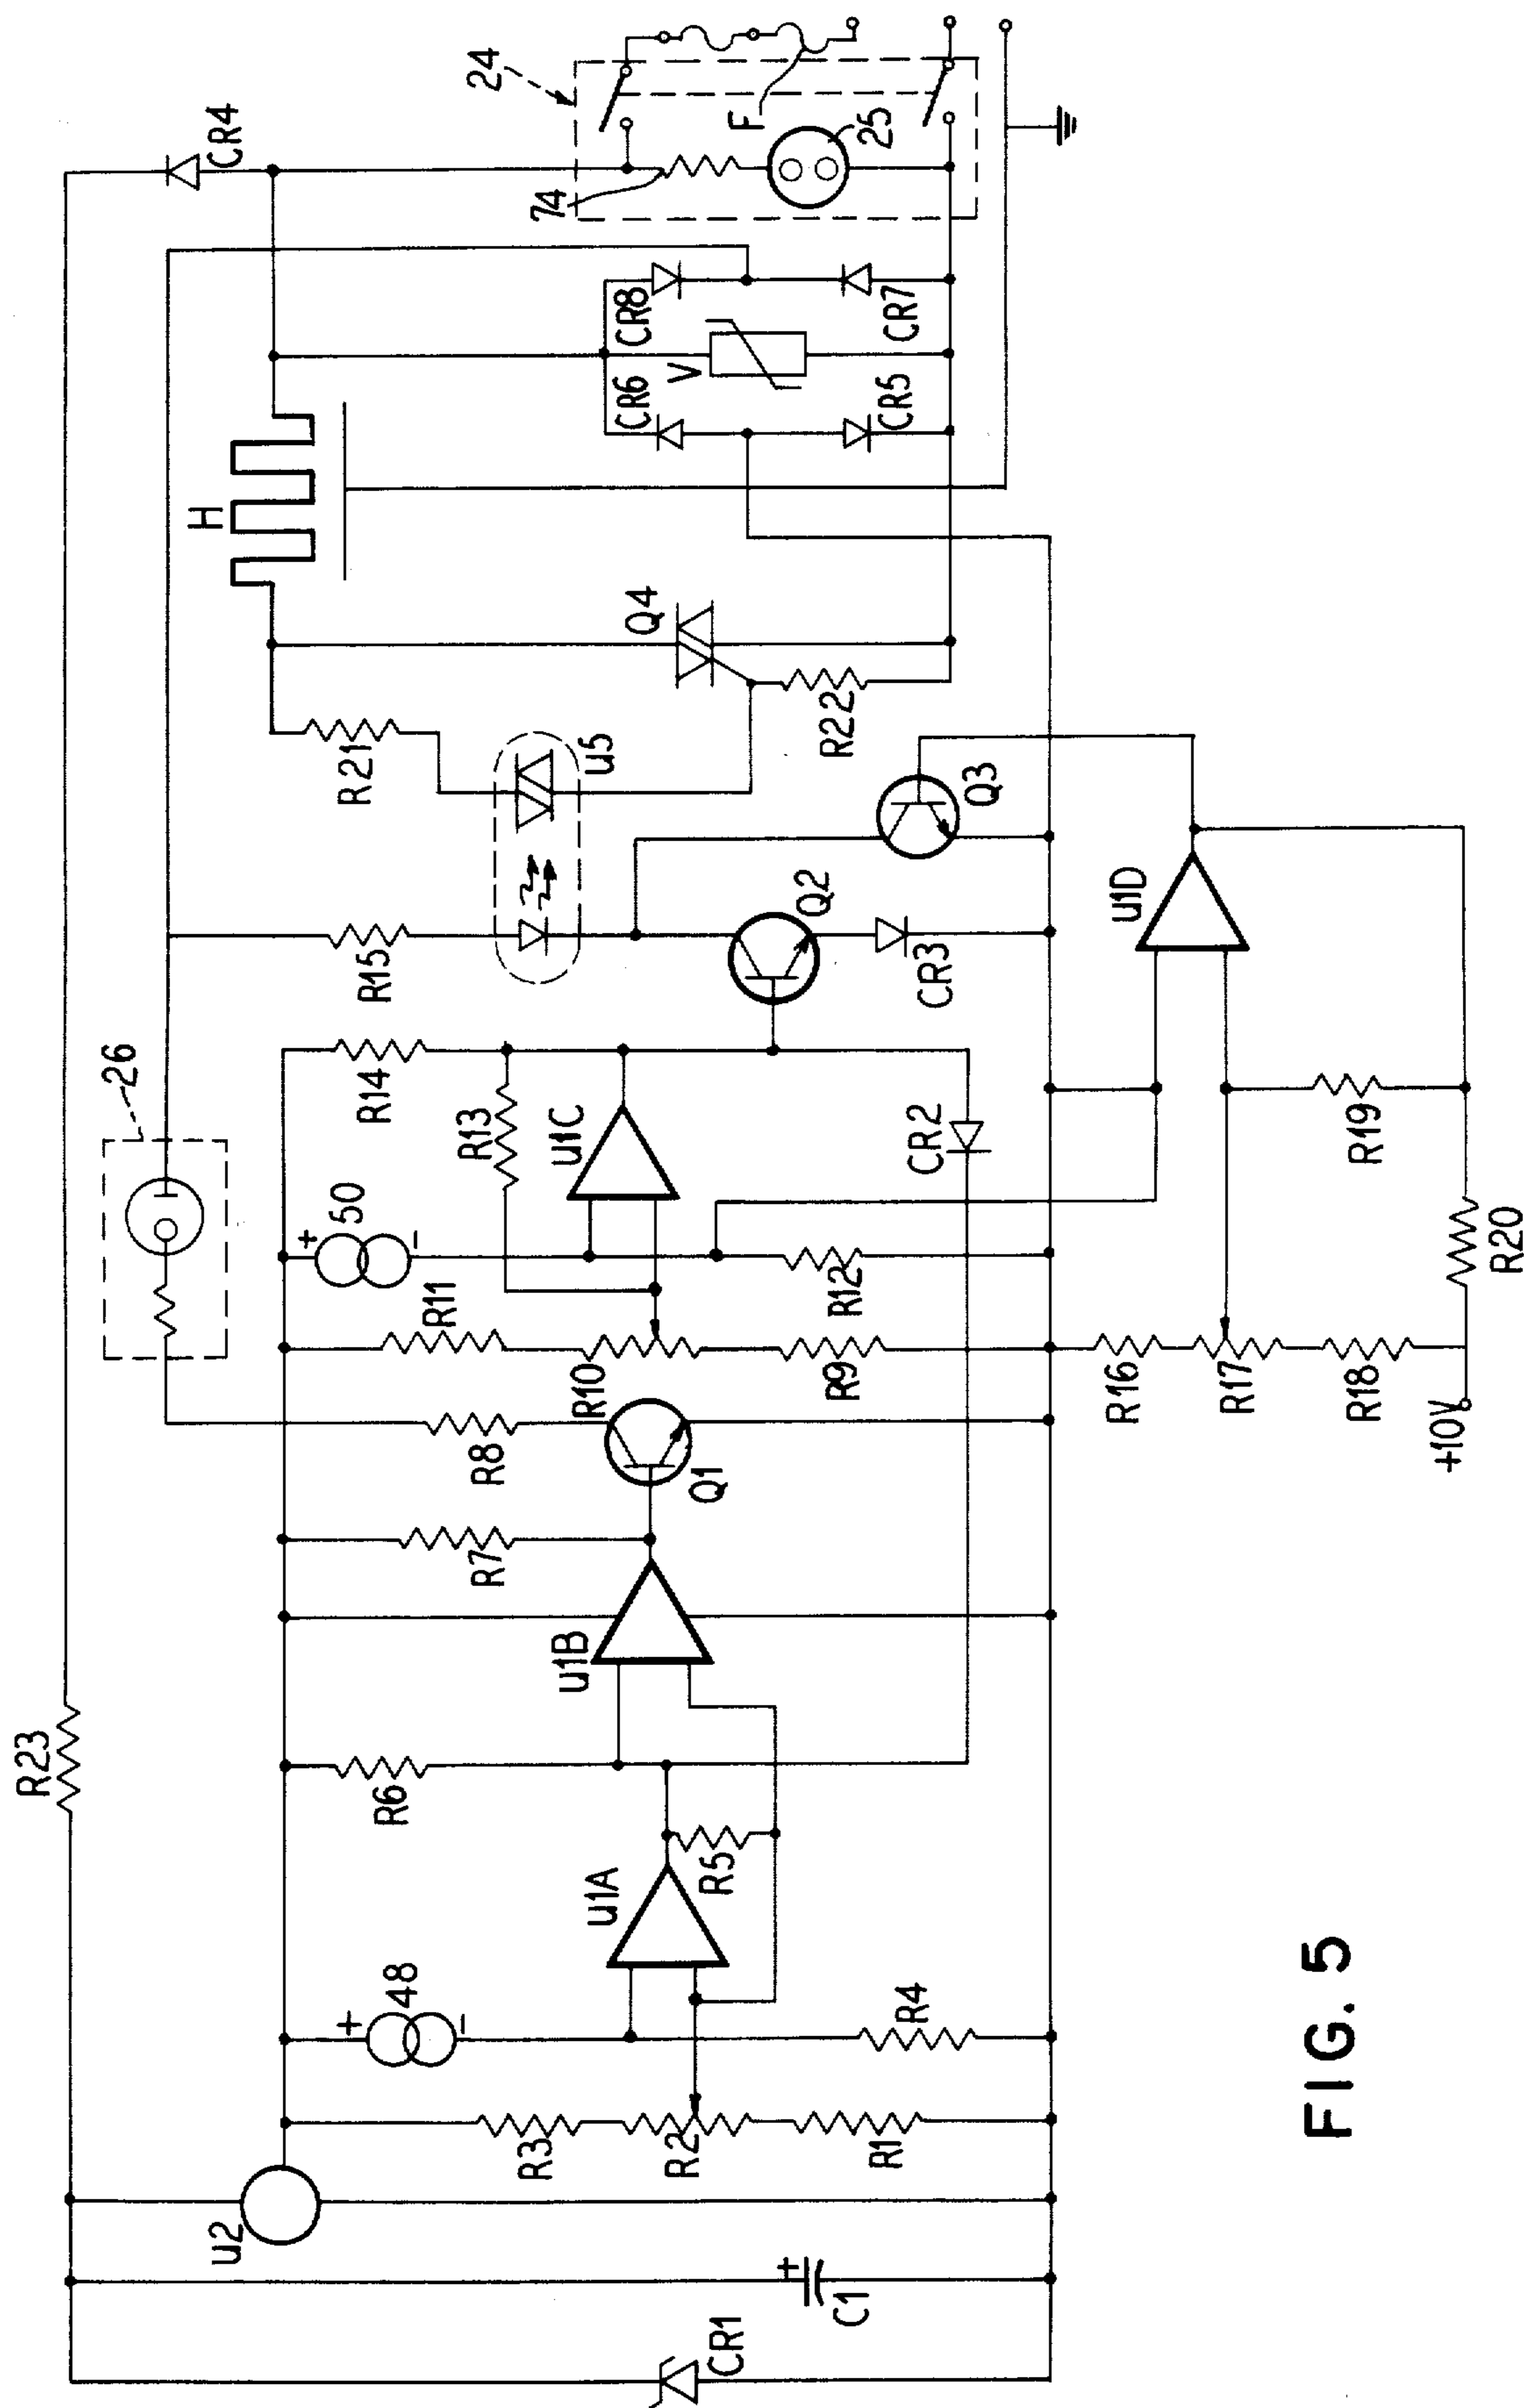 R23
CR4
24
F
25
74
26
H
CR8
V
CR6
CR7
CR5
R21
u5
Q4
R22
R15
Q3
Q2
CR3
R14
R13
u1C
CR2
+
50
-
R11
R12
R10
R9
R8
Q1
R7
u1B
R6
u1A
R5
+
48
-
R4
R3
R2
R1
u2
+
C1
CR1
u1D
R19
R20
R16
R17
R18
+10V
FIG. 5